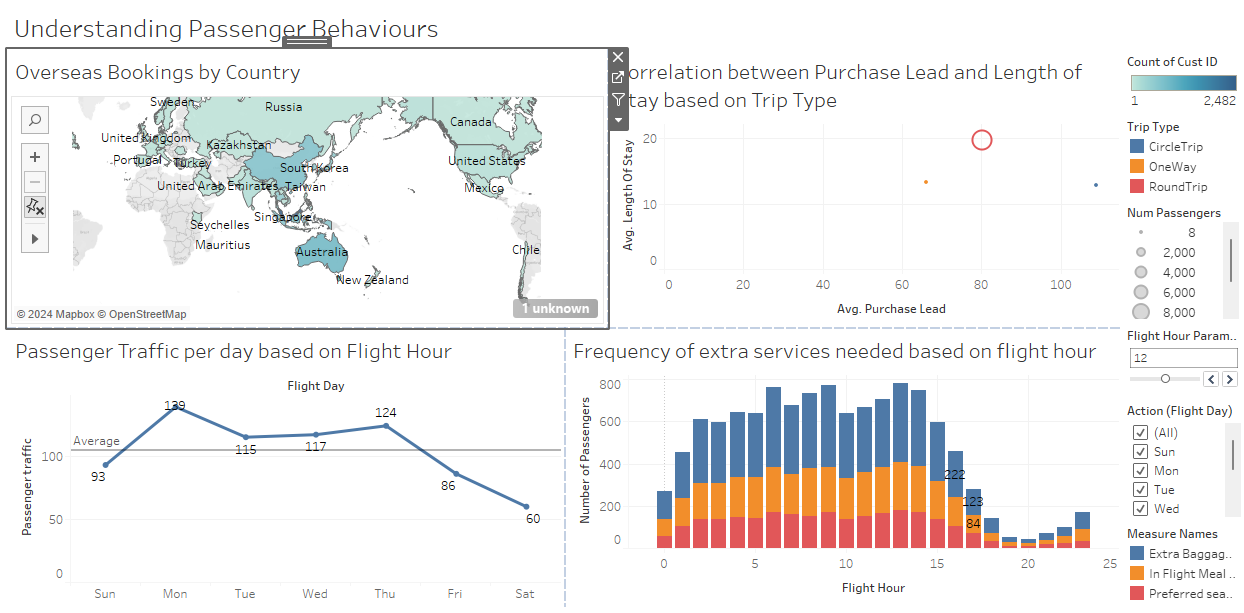 Understanding Passenger Behaviours
Overseas Bookings by Country
Sweden
Russia
Canada
United Kingdom
Kazakhstan
Portugal
Turkey
South Korea
United States
United Arab Emirates
Taiwan
Mexico
Singapore
Seychelles
Mauritius
Australia
Chile
New Zealand
1 unknown
© 2024 Mapbox © OpenStreetMap
orrelation between Purchase Lead and Length of
tay based on Trip Type
Avg. Length Of Stay
20
10
0
0
20
40
60
80
100
Avg. Purchase Lead
Count of Cust ID
1
2,482
Trip Type
CircleTrip
OneWay
RoundTrip
Num Passengers
8
2,000
4,000
6,000
8,000
Flight Hour Param..
12
Action (Flight Day)
(All)
Sun
Mon
Tue
Wed
Measure Names
Extra Baggag..
In Flight Meal ..
Preferred sea..
Passenger Traffic per day based on Flight Hour
Flight Day
Passenger traffic
100
50
0
Average
93
139
115
117
124
86
60
Sun
Mon
Tue
Wed
Thu
Fri
Sat
Frequency of extra services needed based on flight hour
Number of Passengers
800
600
400
200
0
222
123
84
0
5
10
15
20
25
Flight Hour